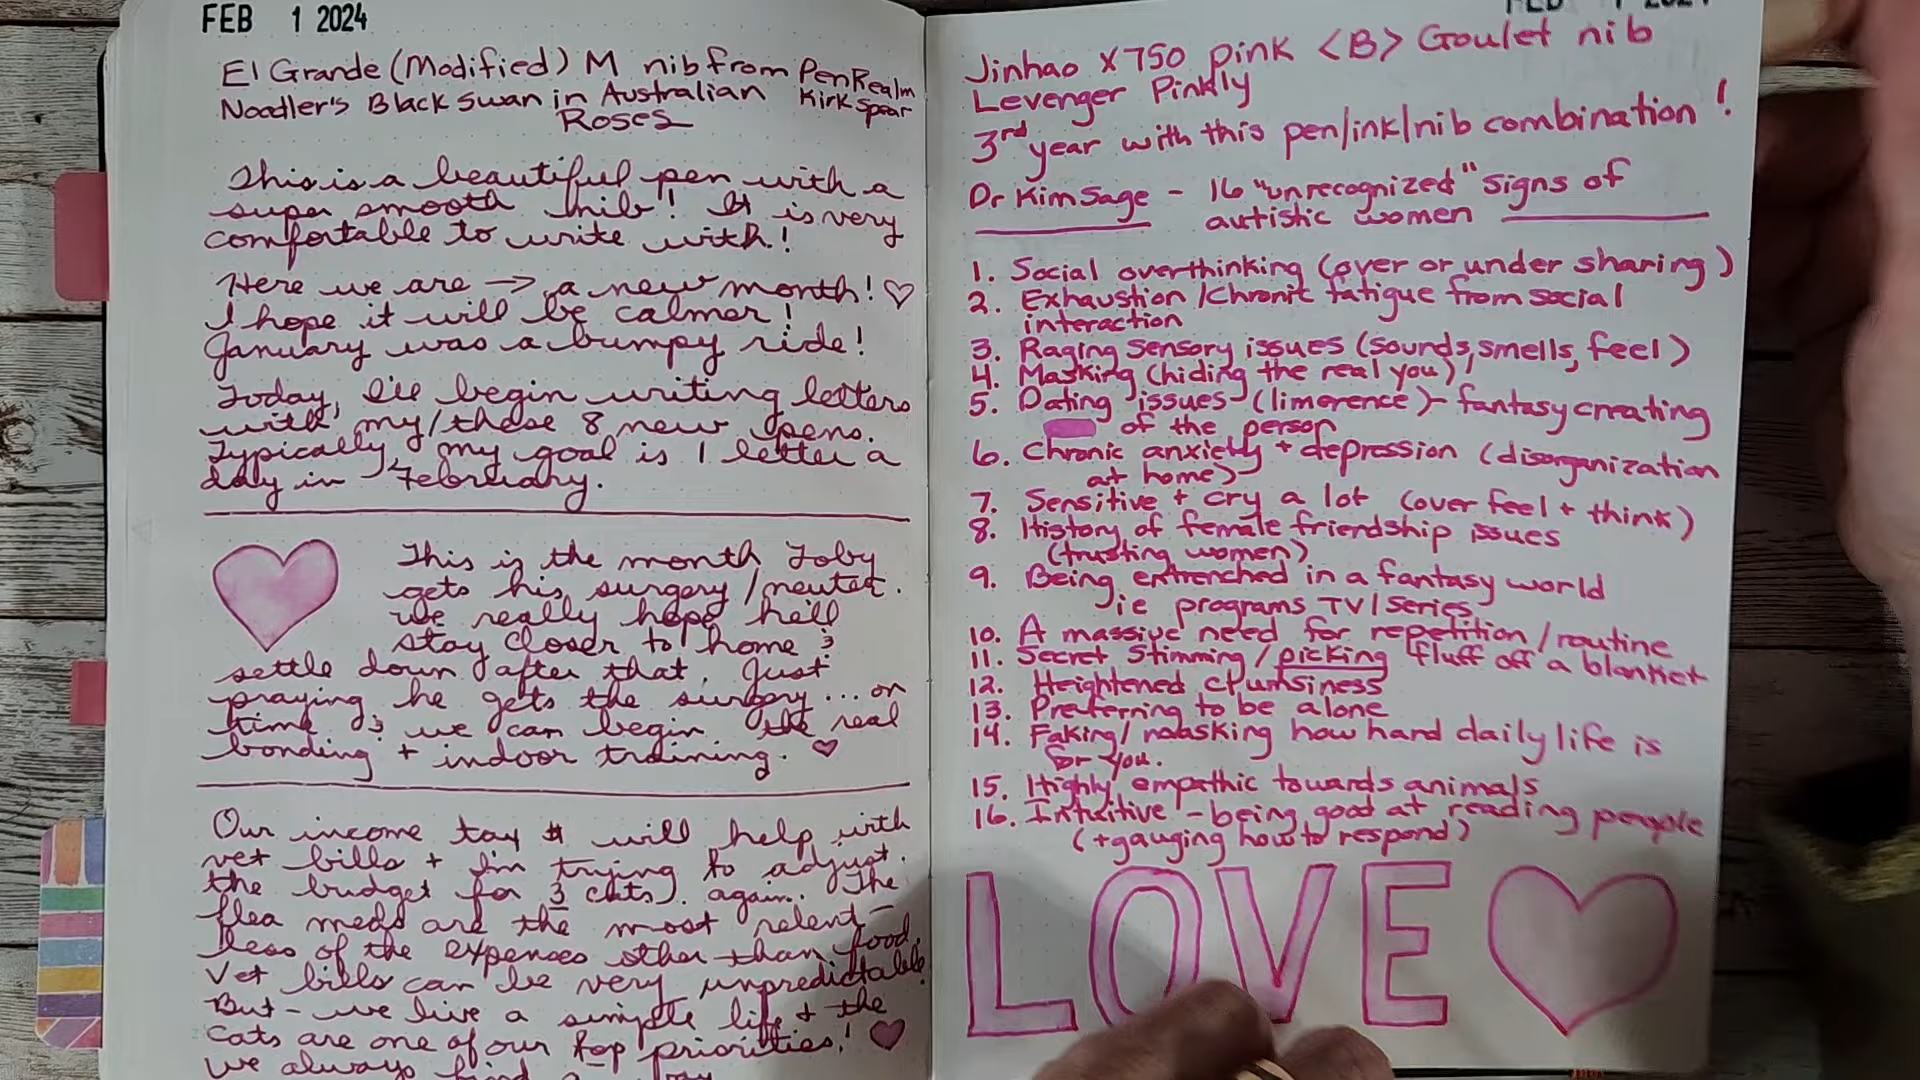 FEB 1 2024
El Grande (Modified) M nib from PenRealm
Kirk Spear
Noodler's Black Swan in Australian
Roses
This is a beautiful pen with a
super smooth nib! It is very
comfortable to write with!
Here we are → a new month! ♡
I hope it will be calmer!
January was a bumpy ride!
Today, I'll begin writing letters
with my/these 8 new pens.
Typically, my goal is 1 letter a
day in February.
This is the month Toby
gets his surgery/neuter.
We really hope he'll
stay closer to home &
settle down after that. Just
praying he gets the surgery... on
time & we can begin the real
bonding + indoor training. ♡
Our income tax $ will help with
vet bills + I'm trying to adjust
the budget for 3 cats, again. The
flea meds are the most relent-
less of the expenses other than food.
Vet bills can be very unpredictable.
But - we live a simple life + the
cats are one of our top priorities!
We always find a way
FEB 1 2024
Jinhao X750 pink <B> Goulet nib
Levenger Pinkly
3rd year with this pen/ink/nib combination!
Dr Kim Sage - 16 "unrecognized" signs of
autistic women
1. Social overthinking (over or under sharing)
2. Exhaustion/Chronic fatigue from social
interaction
3. Raging sensory issues (sounds, smells, feel)
4. Masking (hiding the real you)
5. Dating issues (limerence) - fantasy creating
of the person
6. Chronic anxiety + depression (disorganization
at home)
7. Sensitive + cry a lot (over feel + think)
8. History of female friendship issues
(trusting women)
9. Being entrenched in a fantasy world
ie programs TV/series
10. A massive need for repetition/routine
11. Secret Stimming/picking fluff off a blanket
12. Heightened clumsiness
13. Preferring to be alone
14. Faking/masking how hard daily life is
for you.
15. Highly empathic towards animals
16. Intuitive - being good at reading people
(+gauging how to respond)
LOVE